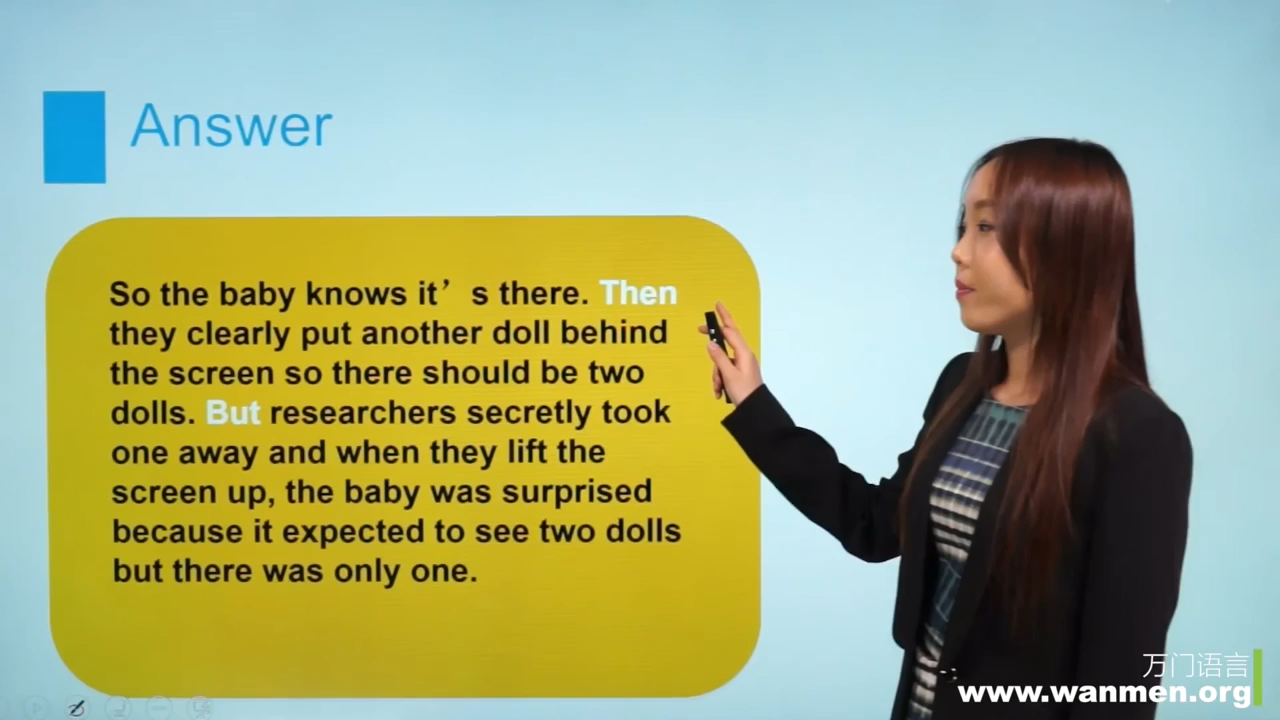 Answer
So the baby knows it’ s there. Then
they clearly put another doll behind
the screen so there should be two
dolls. But researchers secretly took
one away and when they lift the
screen up, the baby was surprised
because it expected to see two dolls
but there was only one.
万门语言
www.wanmen.org